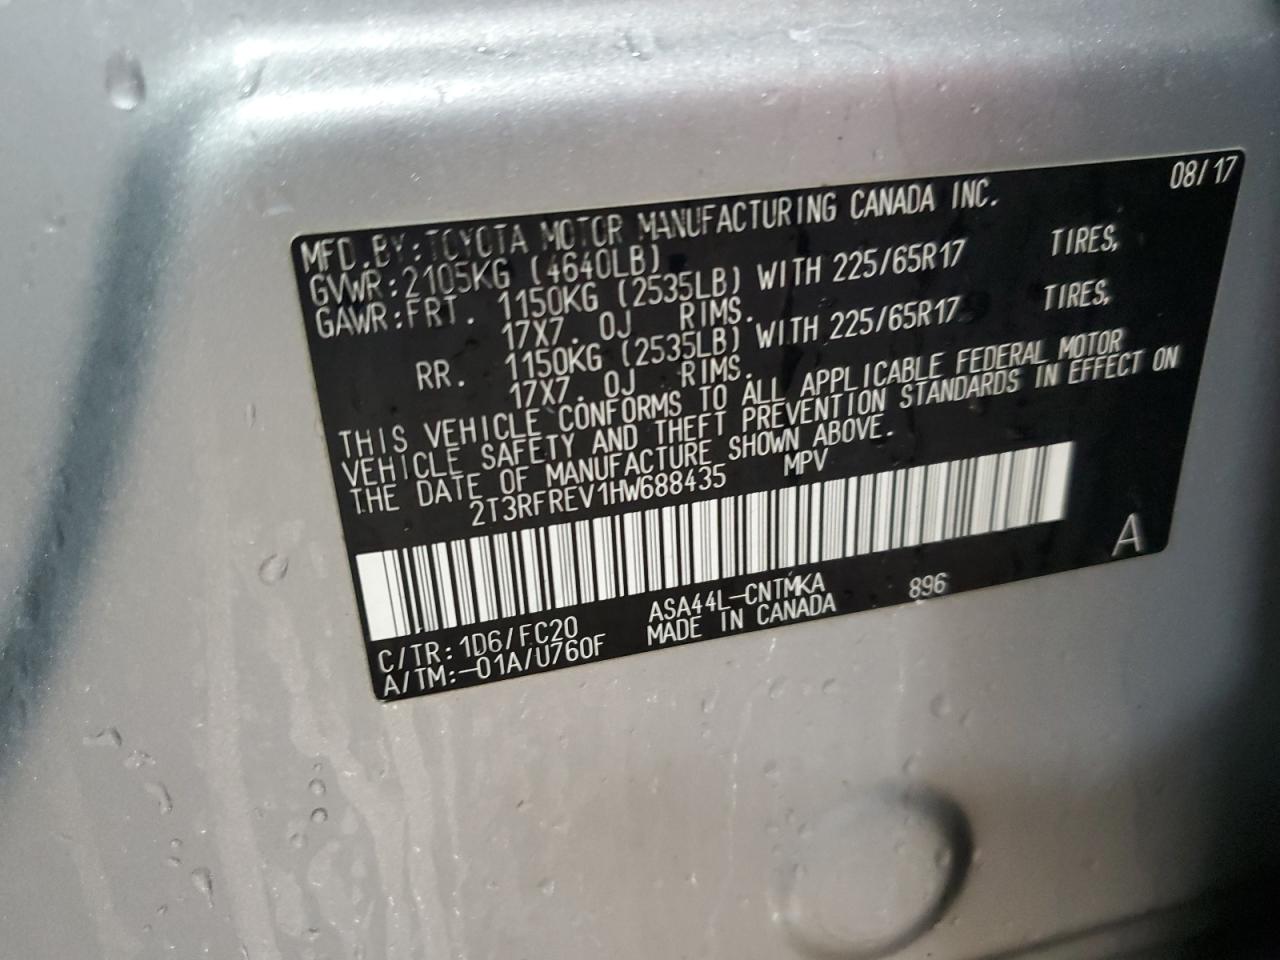 08/17
MFD.BY:TOYOTA MOTOR MANUFACTURING CANADA INC.
GVWR:2105KG (4640LB)
GAWR:FRT. 1150KG (2535LB) WITH 225/65R17 TIRES,
17X7.0J RIMS.
RR. 1150KG (2535LB) WITH 225/65R17 TIRES,
17X7.0J RIMS.
THIS VEHICLE CONFORMS TO ALL APPLICABLE FEDERAL MOTOR
VEHICLE SAFETY AND THEFT PREVENTION STANDARDS IN EFFECT ON
THE DATE OF MANUFACTURE SHOWN ABOVE.
2T3RFREV1HW688435 MPV
A
C/TR:1D6/FC20 ASA44L-CNTMKA 896
A/TM:-01A/U760F MADE IN CANADA